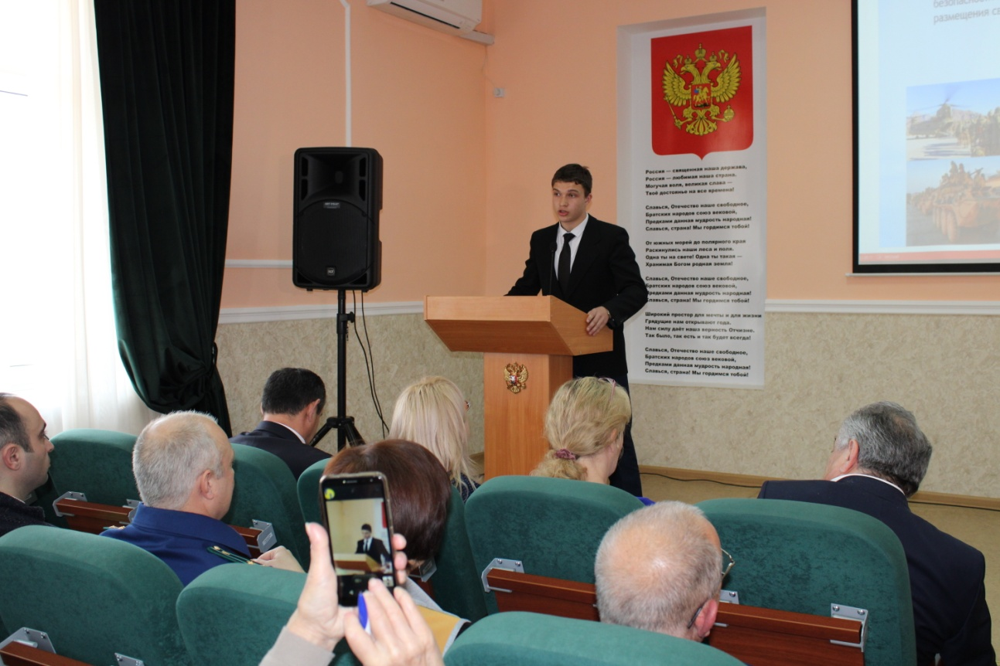 размещения св
Россия — священная наша держава,
Россия — любимая наша страна.
Могучая воля, великая слава —
Твоё достоянье на все времена!
Славься, Отечество наше свободное,
Братских народов союз вековой,
Предками данная мудрость народная!
Славься, страна! Мы гордимся тобой!
От южных морей до полярного края
Раскинулись наши леса и поля.
Одна ты на свете! Одна ты такая —
Хранимая Богом родная земля!
Славься, Отечество наше свободное,
Братских народов союз вековой,
Предками данная мудрость народная!
Славься, страна! Мы гордимся тобой!
Широкий простор для мечты и для жизни
Грядущие нам открывают года.
Нам силу даёт наша верность Отчизне.
Так было, так есть и так будет всегда!
Славься, Отечество наше свободное,
Братских народов союз вековой,
Предками данная мудрость народная!
Славься, страна! Мы гордимся тобой!